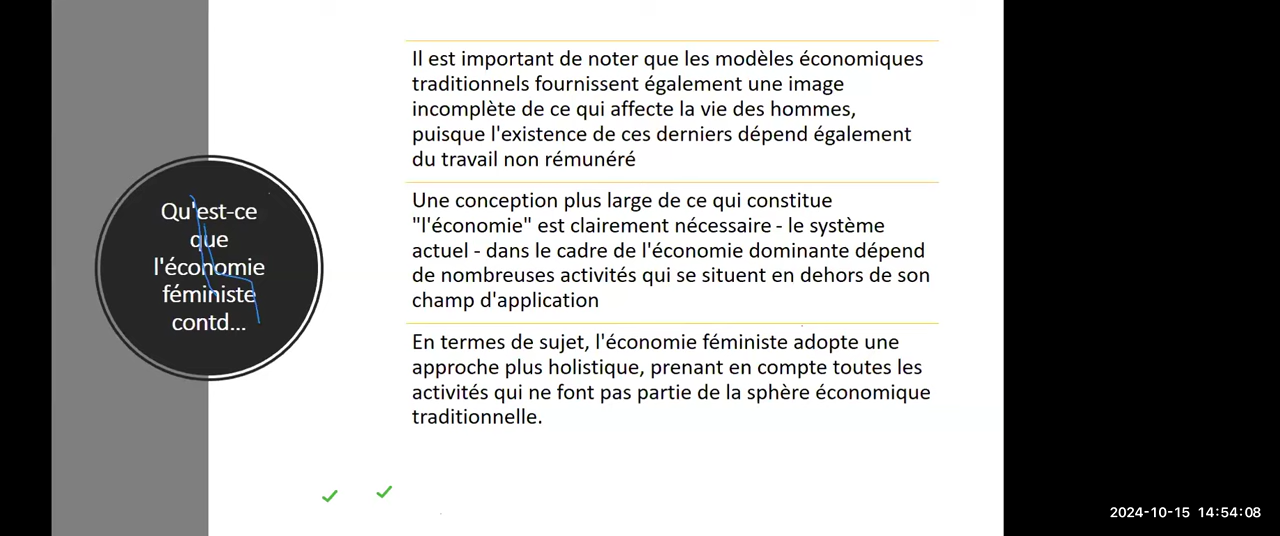 Qu'est-ce
que
l'économie
féministe
contd...
Il est important de noter que les modèles économiques
traditionnels fournissent également une image
incomplète de ce qui affecte la vie des hommes,
puisque l'existence de ces derniers dépend également
du travail non rémunéré
Une conception plus large de ce qui constitue
"l'économie" est clairement nécessaire - le système
actuel - dans le cadre de l'économie dominante dépend
de nombreuses activités qui se situent en dehors de son
champ d'application
En termes de sujet, l'économie féministe adopte une
approche plus holistique, prenant en compte toutes les
activités qui ne font pas partie de la sphère économique
traditionnelle.
2024-10-15 14:54:08